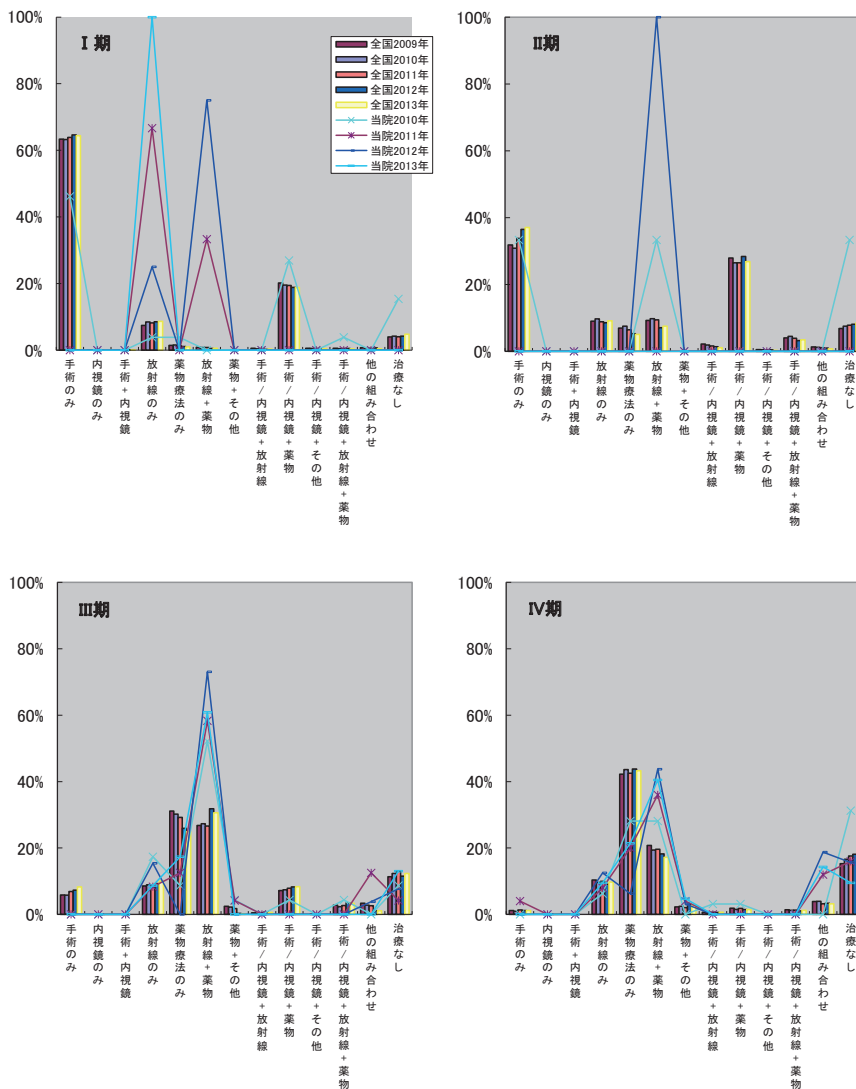 100%
80%
60%
40%
20%
0%
I 期
全国2009年
全国2010年
全国2011年
全国2012年
全国2013年
当院2010年
当院2011年
当院2012年
当院2013年
手術のみ
内視鏡のみ
手術+内視鏡
放射線のみ
薬物療法のみ
放射線+薬物
薬物+その他
手術/内視鏡+放射線
手術/内視鏡+薬物
手術/内視鏡+その他
手術/内視鏡+放射線+薬物
他の組み合わせ
治療なし
100%
80%
60%
40%
20%
0%
II期
手術のみ
内視鏡のみ
手術+内視鏡
放射線のみ
薬物療法のみ
放射線+薬物
薬物+その他
手術/内視鏡+放射線
手術/内視鏡+薬物
手術/内視鏡+その他
手術/内視鏡+放射線+薬物
他の組み合わせ
治療なし
100%
80%
60%
40%
20%
0%
III期
手術のみ
内視鏡のみ
手術+内視鏡
放射線のみ
薬物療法のみ
放射線+薬物
薬物+その他
手術/内視鏡+放射線
手術/内視鏡+薬物
手術/内視鏡+その他
手術/内視鏡+放射線+薬物
他の組み合わせ
治療なし
100%
80%
60%
40%
20%
0%
IV期
手術のみ
内視鏡のみ
手術+内視鏡
放射線のみ
薬物療法のみ
放射線+薬物
薬物+その他
手術/内視鏡+放射線
手術/内視鏡+薬物
手術/内視鏡+その他
手術/内視鏡+放射線+薬物
他の組み合わせ
治療なし